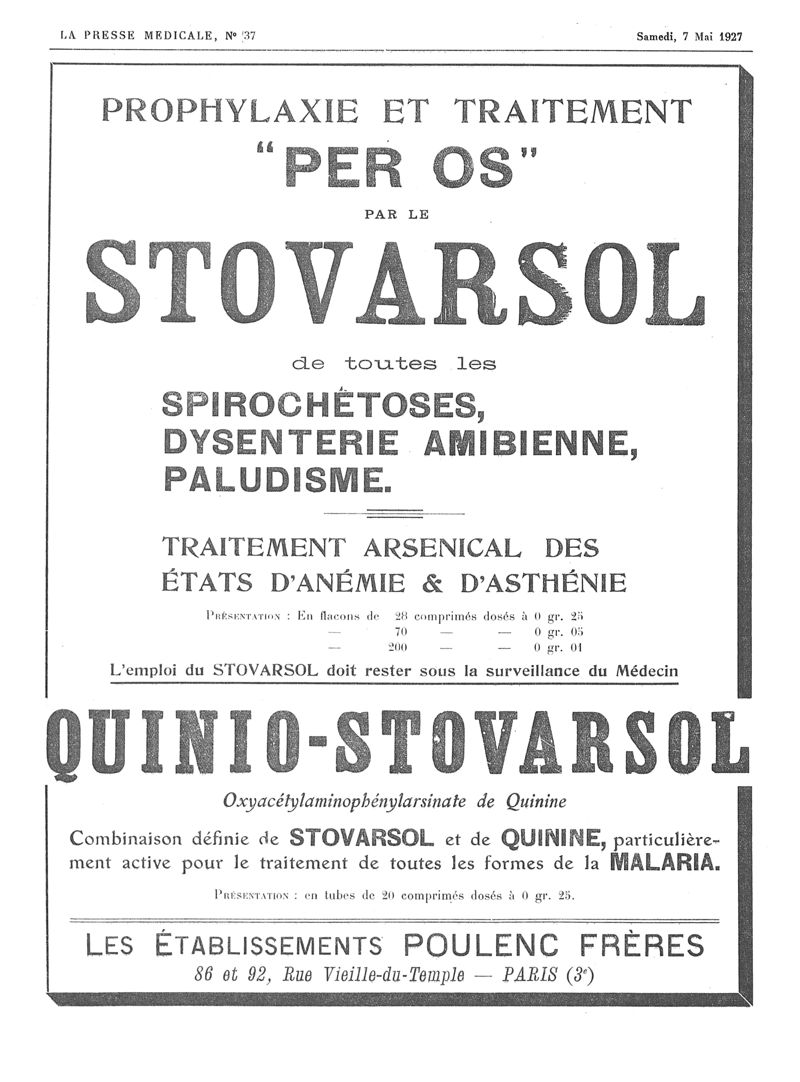 LA PRESSE MEDICALE, Nº 37
Samedi, 7 Mai 1927
PROPHYLAXIE ET TRAITEMENT
"PER OS"
PAR LE
STOVARSOL
de toutes les
SPIROCHÉTOSES,
DYSENTERIE AMIBIENNE,
PALUDISME.
TRAITEMENT ARSENICAL DES
ÉTATS D'ANÉMIE & D'ASTHÉNIE
PRÉSENTATION : En flacons de 28 comprimés dosés à 0 gr. 25
— 70 — — 0 gr. 05
— 200 — — 0 gr. 01
L'emploi du STOVARSOL doit rester sous la surveillance du Médecin
QUINIO-STOVARSOL
Oxyacétylaminophénylarsinate de Quinine
Combinaison définie de STOVARSOL et de QUININE, particulière-
ment active pour le traitement de toutes les formes de la MALARIA.
PRÉSENTATION : en tubes de 20 comprimés dosés à 0 gr. 25.
LES ÉTABLISSEMENTS POULENC FRÈRES
86 et 92, Rue Vieille-du-Temple — PARIS (3e)